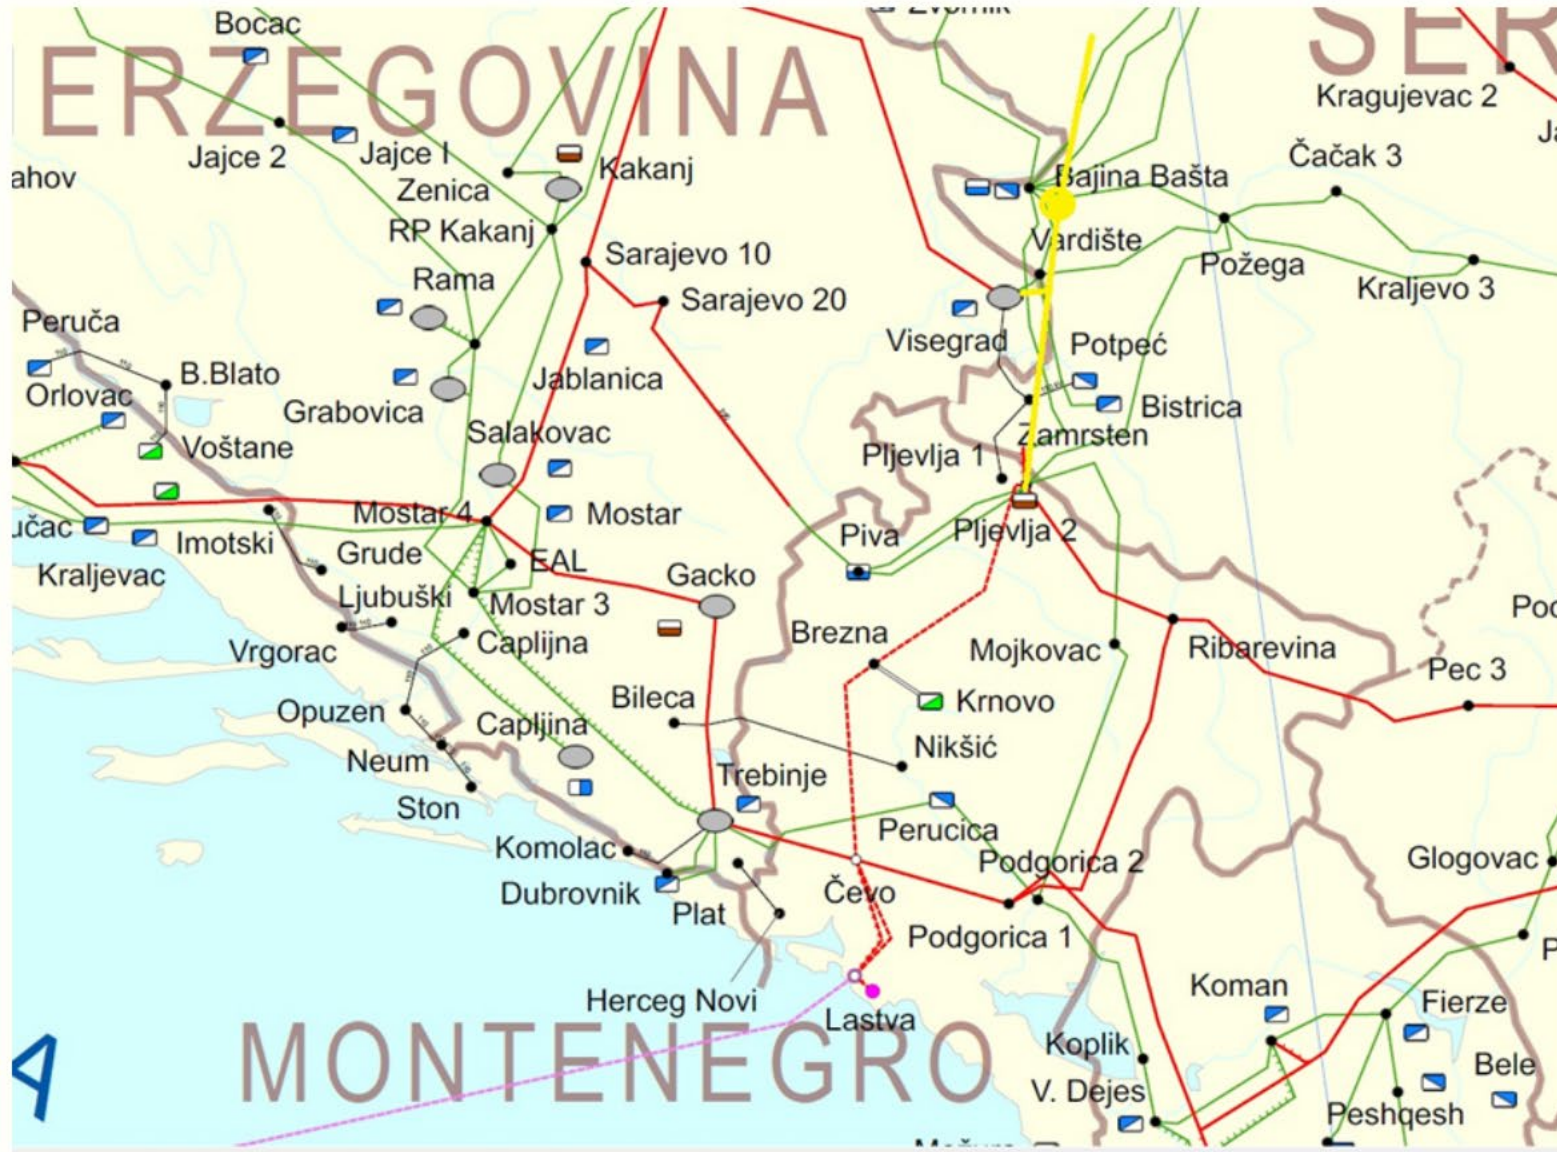 Bocac
ERZEGOVINA
SER
Kragujevac 2
Jajce 2
Jajce I
Kakanj
Čačak 3
ahov
Zenica
Bajina Bašta
RP Kakanj
Vardište
Sarajevo 10
Požega
Rama
Kraljevo 3
Sarajevo 20
Peruča
Visegrad
Potpeć
B.Blato
Jablanica
Orlovac
Grabovica
Bistrica
Salakovac
Zamrsten
Voštane
Pljevlja 1
Mostar 4
Mostar
učac
Imotski
Piva
Pljevlja 2
Grude
EAL
Kraljevac
Gacko
Ljubuški
Mostar 3
Brezna
Caplijna
Mojkovac
Ribarevina
Vrgorac
Pec 3
Bileca
Krnovo
Opuzen
Capljina
Nikšić
Neum
Trebinje
Ston
Perucica
Komolac
Podgorica 2
Glogovac
Dubrovnik
Čevo
Plat
Podgorica 1
Koman
Herceg Novi
Fierze
Lastva
MONTENEGRO
Koplik
Bele
V. Dejes
Peshqesh